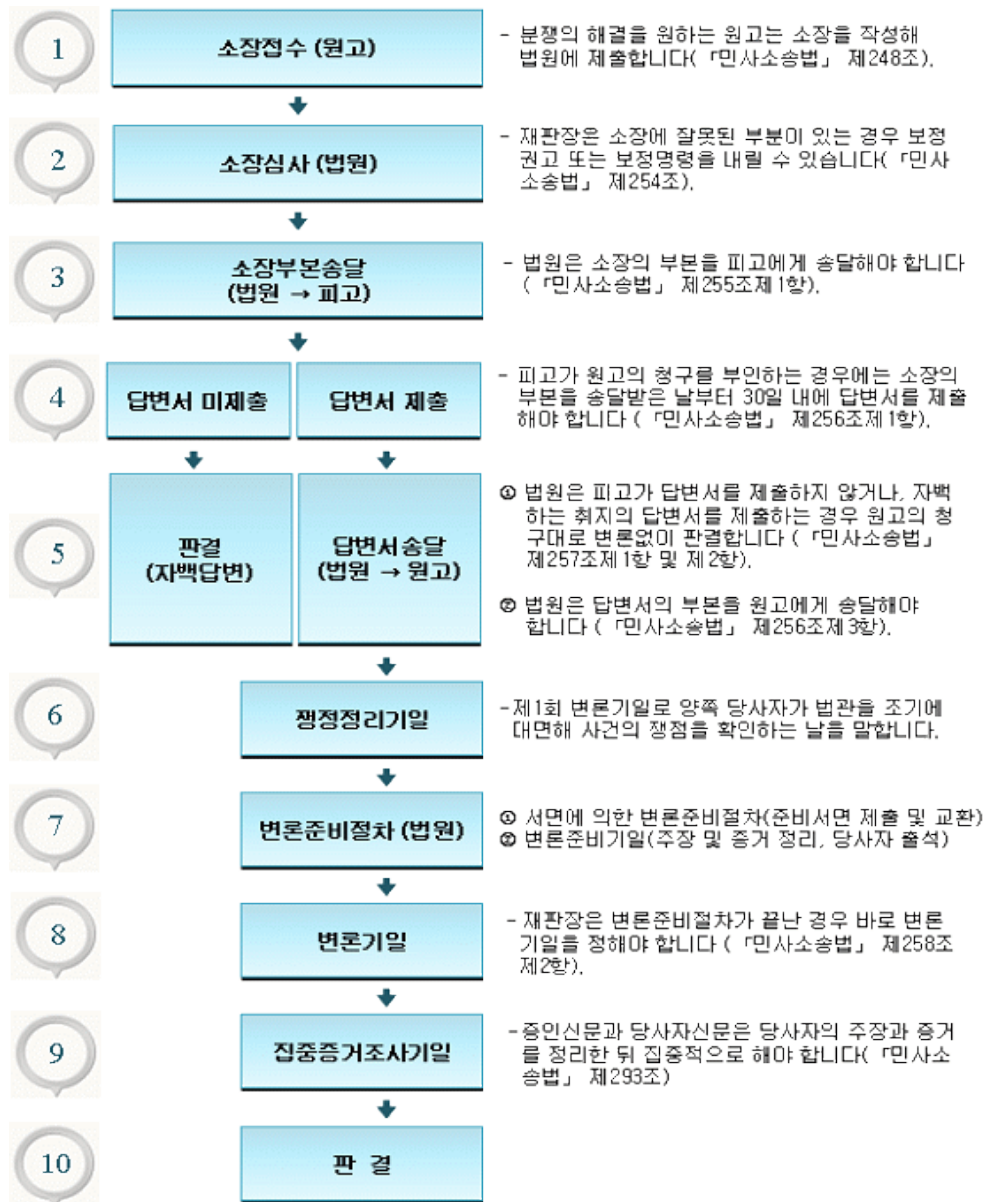 1
소장접수 (원고)
- 분쟁의 해결을 원하는 원고는 소장을 작성해
법원에 제출합니다(「민사소송법」 제248조).
2
소장심사 (법원)
- 재판장은 소장에 잘못된 부분이 있는 경우 보정
권고 또는 보정명령을 내릴 수 있습니다(「민사
소송법」 제254조).
3
소장부본송달
(법원 → 피고)
- 법원은 소장의 부본을 피고에게 송달해야 합니다
(「민사소송법」 제255조제1항).
4
답변서 미제출
답변서 제출
- 피고가 원고의 청구를 부인하는 경우에는 소장의
부본을 송달받은 날부터 30일 내에 답변서를 제출
해야 합니다 (「민사소송법」 제256조제1항).
5
판결
(자백답변)
답변서송달
(법원 → 원고)
① 법원은 피고가 답변서를 제출하지 않거나, 자백
하는 취지의 답변서를 제출하는 경우 원고의 청
구대로 변론없이 판결합니다 (「민사소송법」
제257조제1항 및 제2항).
② 법원은 답변서의 부본을 원고에게 송달해야
합니다 (「민사소송법」 제256조제3항).
6
쟁정정리기일
-제1회 변론기일로 양쪽 당사자가 법관을 조기에
대면해 사건의 쟁점을 확인하는 날을 말합니다.
7
변론준비절차 (법원)
① 서면에 의한 변론준비절차(준비서면 제출 및 교환)
② 변론준비기일(주장 및 증거 정리, 당사자 출석)
8
변론기일
- 재판장은 변론준비절차가 끝난 경우 바로 변론
기일을 정해야 합니다 (「민사소송법」 제258조
제2항).
9
집중증거조사기일
-증인신문과 당사자신문은 당사자의 주장과 증거
를 정리한 뒤 집중적으로 해야 합니다(「민사소
송법」 제293조)
10
판 결